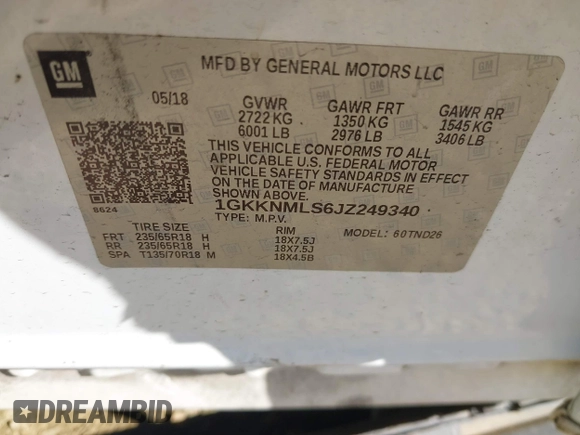 GM
MFD BY GENERAL MOTORS LLC
05/18 GVWR GAWR FRT GAWR RR
2722 KG 1350 KG 1545 KG
6001 LB 2976 LB 3406 LB
THIS VEHICLE CONFORMS TO ALL
APPLICABLE U.S. FEDERAL MOTOR
VEHICLE SAFETY STANDARDS IN EFFECT
ON THE DATE OF MANUFACTURE
SHOWN ABOVE.
8624 1GKKNMLS6JZ249340
TYPE: M.P.V.
TIRE SIZE RIM MODEL: 60TND26
FRT 235/65R18 H 18X7.5J
RR 235/65R18 H 18X7.5J
SPA T135/70R18 M 18X4.5B
DREAMBID